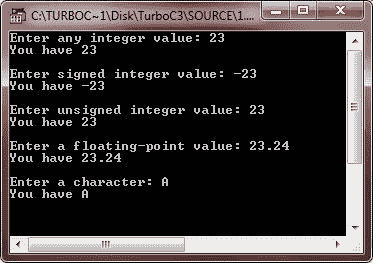 C:\TURBOC~1\Disk\TurboC3\SOURCE\1....
Enter any integer value: 23
You have 23
Enter signed integer value: -23
You have -23
Enter unsigned integer value: 23
You have 23
Enter a floating-point value: 23.24
You have 23.24
Enter a character: A
You have A